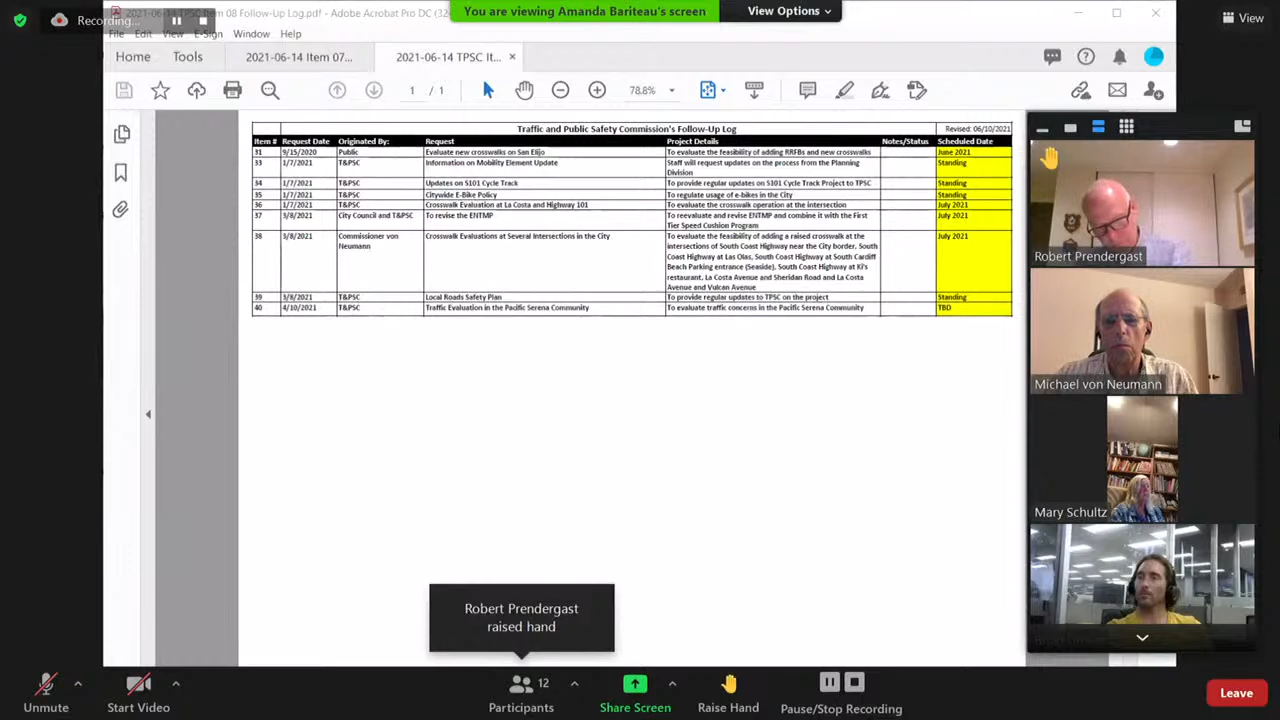 2021-06-14 TPSC Item 08 Follow-Up Log.pdf - Adobe Acrobat Pro DC (32
Recording...
You are viewing Amanda Bariteau's screen
View Options
View
File Edit View E-Sign Window Help
Home Tools 2021-06-14 Item 07... 2021-06-14 TPSC It...
1 / 1 78.8%
Traffic and Public Safety Commission's Follow-Up Log Revised: 06/10/2021
Item # Request Date Originated By: Request Project Details Notes/Status Scheduled Date
31 9/15/2020 Public Evaluate new crosswalks on San Elijo To evaluate the feasibility of adding RRFBs and new crosswalks June 2021
33 1/7/2021 T&PSC Information on Mobility Element Update Staff will request updates on the process from the Planning Standing
Division
34 1/7/2021 T&PSC Updates on S101 Cycle Track To provide regular updates on S101 Cycle Track Project to TPSC Standing
35 1/7/2021 T&PSC Citywide E-Bike Policy To regulate usage of e-bikes in the City Standing
36 1/7/2021 T&PSC Crosswalk Evaluation at La Costa and Highway 101 To evaluate the crosswalk operation at the intersection July 2021
37 3/8/2021 City Council and T&PSC To revise the ENTMP To reevaluate and revise ENTMP and combine it with the First July 2021
Tier Speed Cushion Program
38 3/8/2021 Commissioner von Crosswalk Evaluations at Several Intersections in the City To evaluate the feasibility of adding a raised crosswalk at the July 2021
Neumann intersections of South Coast Highway near the City border, South
Coast Highway at Las Olas, South Coast Highway at South Cardiff
Beach Parking entrance (Seaside), South Coast Highway at Ki's
restaurant, La Costa Avenue and Sheridan Road and La Costa
Avenue and Vulcan Avenue
39 3/8/2021 T&PSC Local Roads Safety Plan To provide regular updates to TPSC on the project Standing
40 4/10/2021 T&PSC Traffic Evaluation in the Pacific Serena Community To evaluate traffic concerns in the Pacific Serena Community TBD
Robert Prendergast
Michael von Neumann
Mary Schultz
Robert Prendergast
raised hand
12
Unmute Start Video Participants Share Screen Raise Hand Pause/Stop Recording Leave